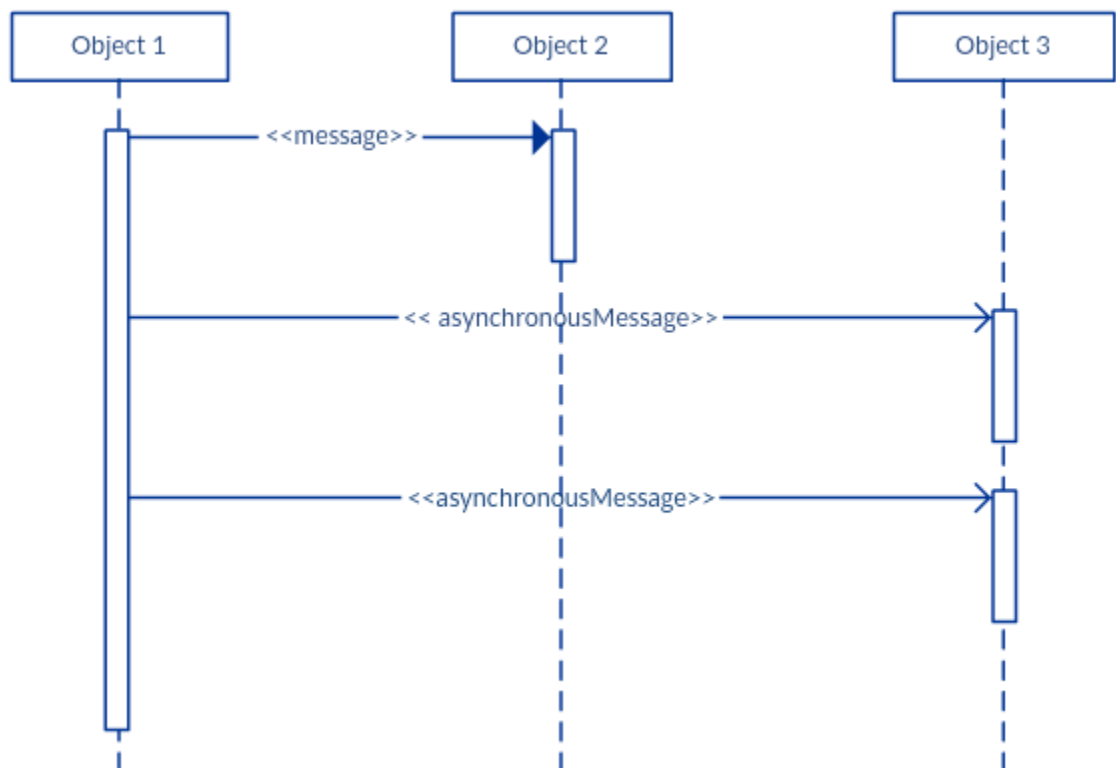 Object 1
Object 2
Object 3
<<message>>
<< asynchronousMessage>>
<<asynchronousMessage>>